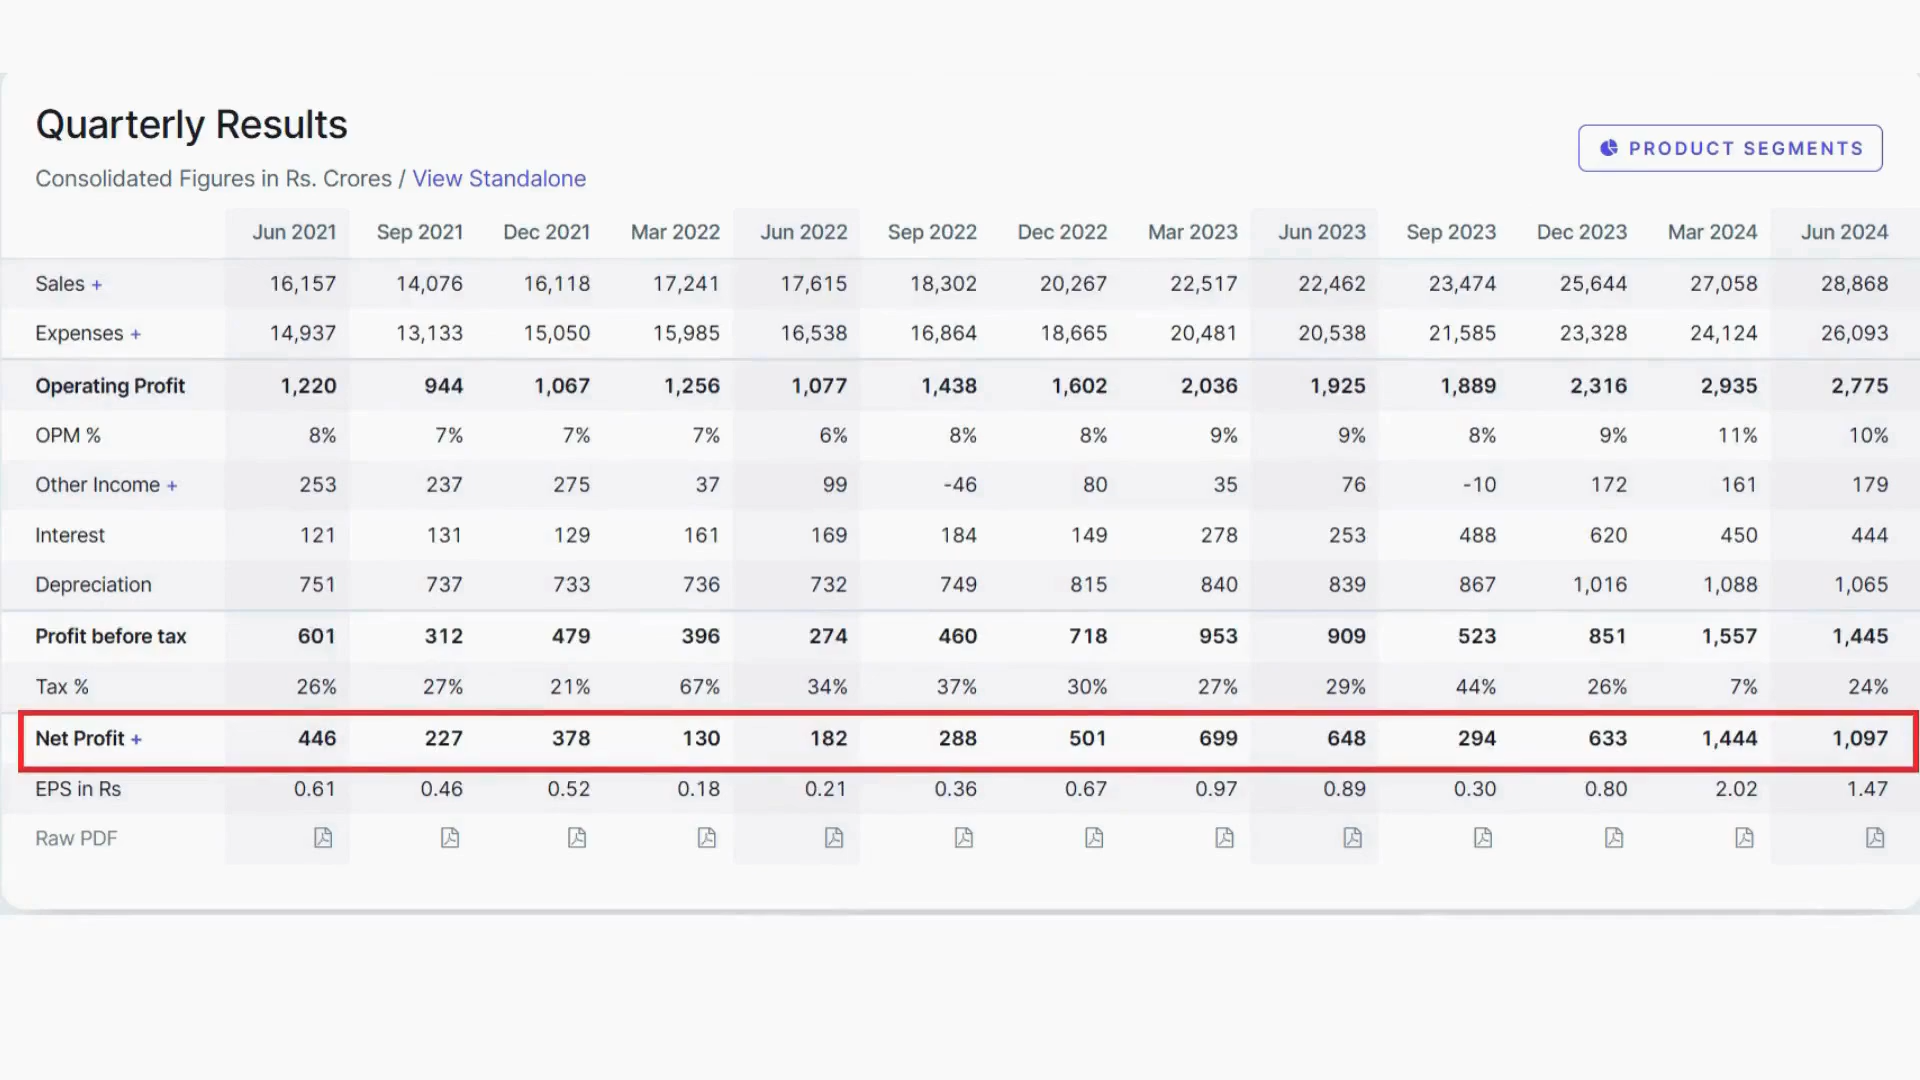 Quarterly Results
PRODUCT SEGMENTS
Consolidated Figures in Rs. Crores / View Standalone
Jun 2021 Sep 2021 Dec 2021 Mar 2022 Jun 2022 Sep 2022 Dec 2022 Mar 2023 Jun 2023 Sep 2023 Dec 2023 Mar 2024 Jun 2024
Sales + 16,157 14,076 16,118 17,241 17,615 18,302 20,267 22,517 22,462 23,474 25,644 27,058 28,868
Expenses + 14,937 13,133 15,050 15,985 16,538 16,864 18,665 20,481 20,538 21,585 23,328 24,124 26,093
Operating Profit 1,220 944 1,067 1,256 1,077 1,438 1,602 2,036 1,925 1,889 2,316 2,935 2,775
OPM % 8% 7% 7% 7% 6% 8% 8% 9% 9% 8% 9% 11% 10%
Other Income + 253 237 275 37 99 -46 80 35 76 -10 172 161 179
Interest 121 131 129 161 169 184 149 278 253 488 620 450 444
Depreciation 751 737 733 736 732 749 815 840 839 867 1,016 1,088 1,065
Profit before tax 601 312 479 396 274 460 718 953 909 523 851 1,557 1,445
Tax % 26% 27% 21% 67% 34% 37% 30% 27% 29% 44% 26% 7% 24%
Net Profit + 446 227 378 130 182 288 501 699 648 294 633 1,444 1,097
EPS in Rs 0.61 0.46 0.52 0.18 0.21 0.36 0.67 0.97 0.89 0.30 0.80 2.02 1.47
Raw PDF